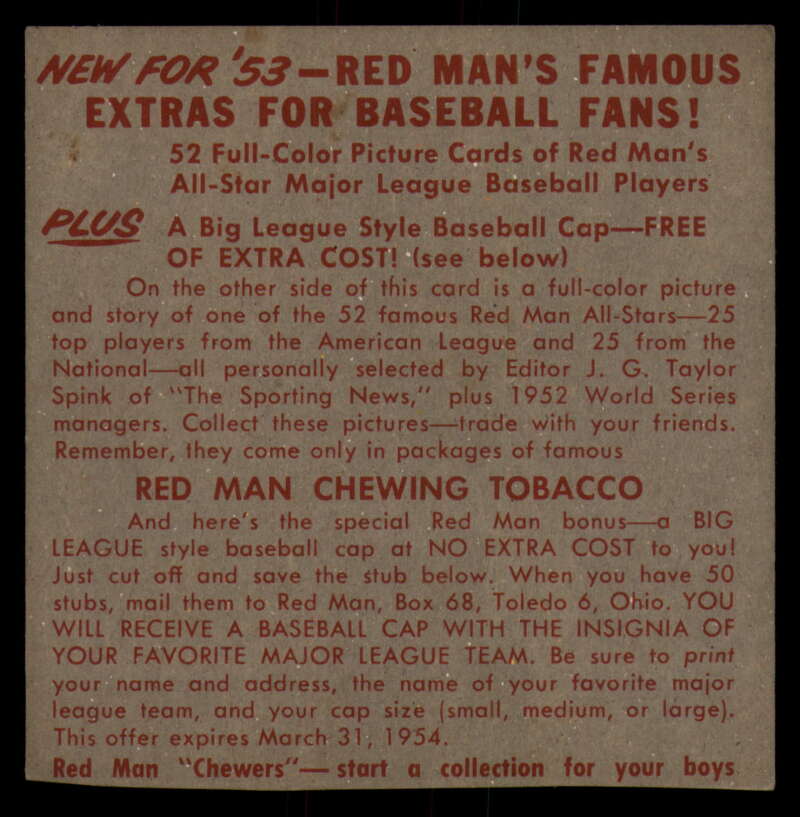 NEW FOR '53—RED MAN'S FAMOUS
EXTRAS FOR BASEBALL FANS!
52 Full-Color Picture Cards of Red Man's
All-Star Major League Baseball Players
PLUS A Big League Style Baseball Cap—FREE
OF EXTRA COST! (see below)
On the other side of this card is a full-color picture
and story of one of the 52 famous Red Man All-Stars—25
top players from the American League and 25 from the
National—all personally selected by Editor J. G. Taylor
Spink of "The Sporting News," plus 1952 World Series
managers. Collect these pictures—trade with your friends.
Remember, they come only in packages of famous
RED MAN CHEWING TOBACCO
And here's the special Red Man bonus—a BIG
LEAGUE style baseball cap at NO EXTRA COST to you!
Just cut off and save the stub below. When you have 50
stubs, mail them to Red Man, Box 68, Toledo 6, Ohio. YOU
WILL RECEIVE A BASEBALL CAP WITH THE INSIGNIA OF
YOUR FAVORITE MAJOR LEAGUE TEAM. Be sure to print
your name and address, the name of your favorite major
league team, and your cap size (small, medium, or large).
This offer expires March 31, 1954.
Red Man "Chewers"—start a collection for your boys